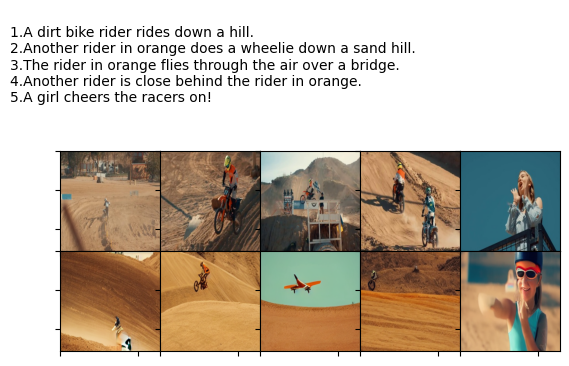 1.A dirt bike rider rides down a hill.
2.Another rider in orange does a wheelie down a sand hill.
3.The rider in orange flies through the air over a bridge.
4.Another rider is close behind the rider in orange.
5.A girl cheers the racers on!